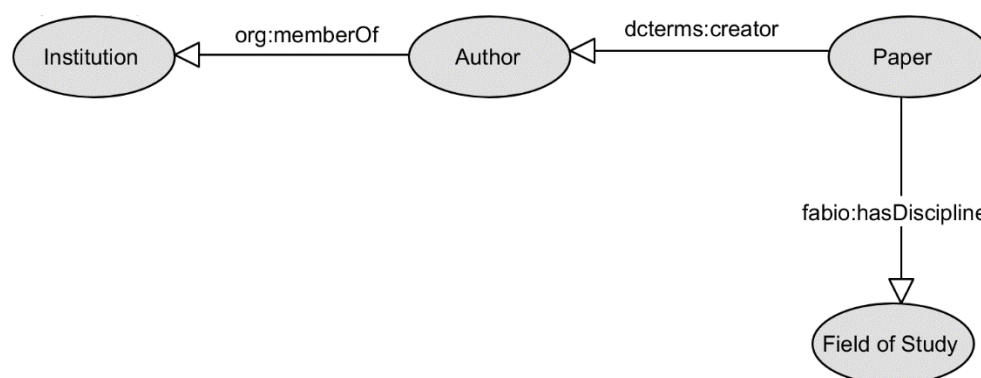 org:memberOf
dcterms:creator
Institution
Author
Paper
fabio:hasDiscipline
Field of Study